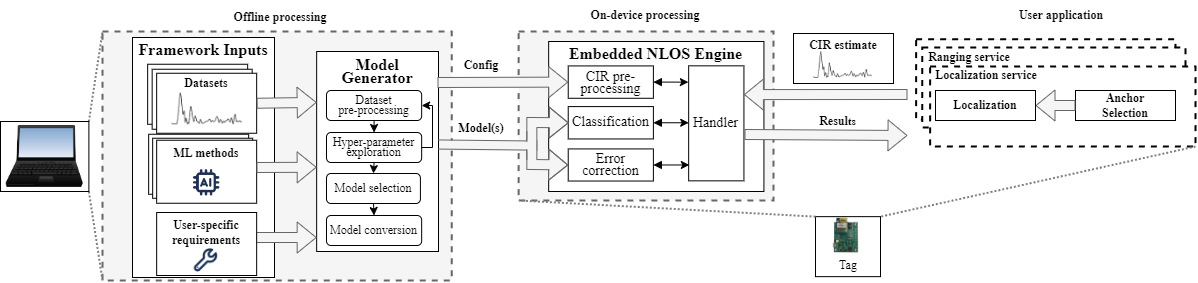 Offline processing
On-device processing
User application
Framework Inputs
Datasets
ML methods
AI
User-specific
requirements
Model
Generator
Dataset
pre-processing
Hyper-parameter
exploration
Model selection
Model conversion
Config
Model(s)
Embedded NLOS Engine
CIR pre-
processing
Classification
Error
correction
Handler
CIR estimate
Results
Ranging service
Localization service
Localization
Anchor
Selection
Tag